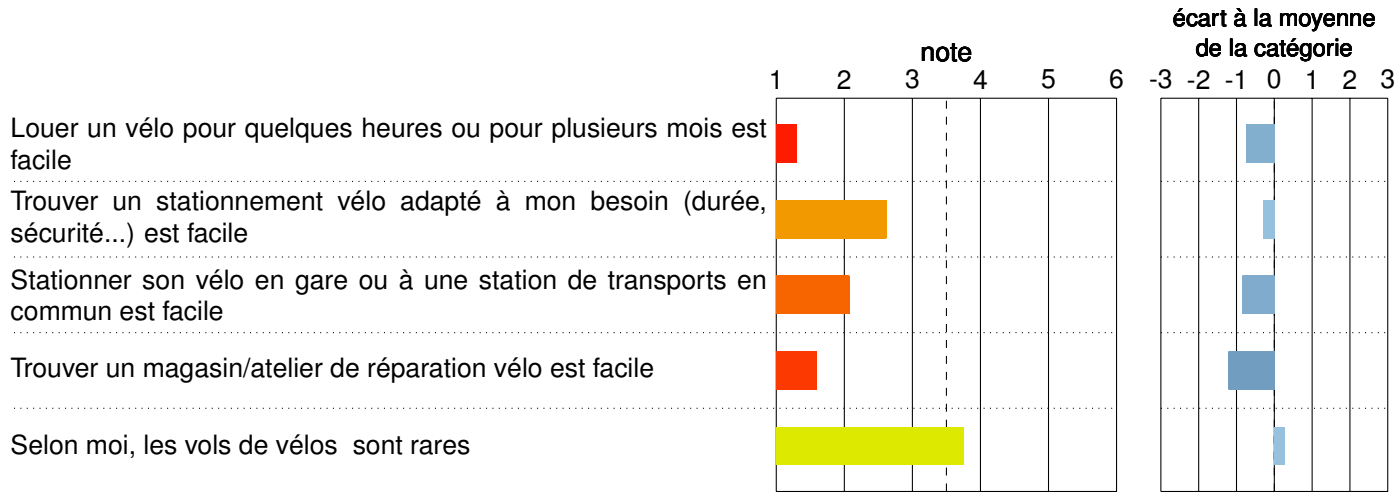 écart à la moyenne
de la catégorie
note
1 2 3 4 5 6
-3 -2 -1 0 1 2 3
Louer un vélo pour quelques heures ou pour plusieurs mois est
facile
Trouver un stationnement vélo adapté à mon besoin (durée,
sécurité...) est facile
Stationner son vélo en gare ou à une station de transports en
commun est facile
Trouver un magasin/atelier de réparation vélo est facile
Selon moi, les vols de vélos sont rares